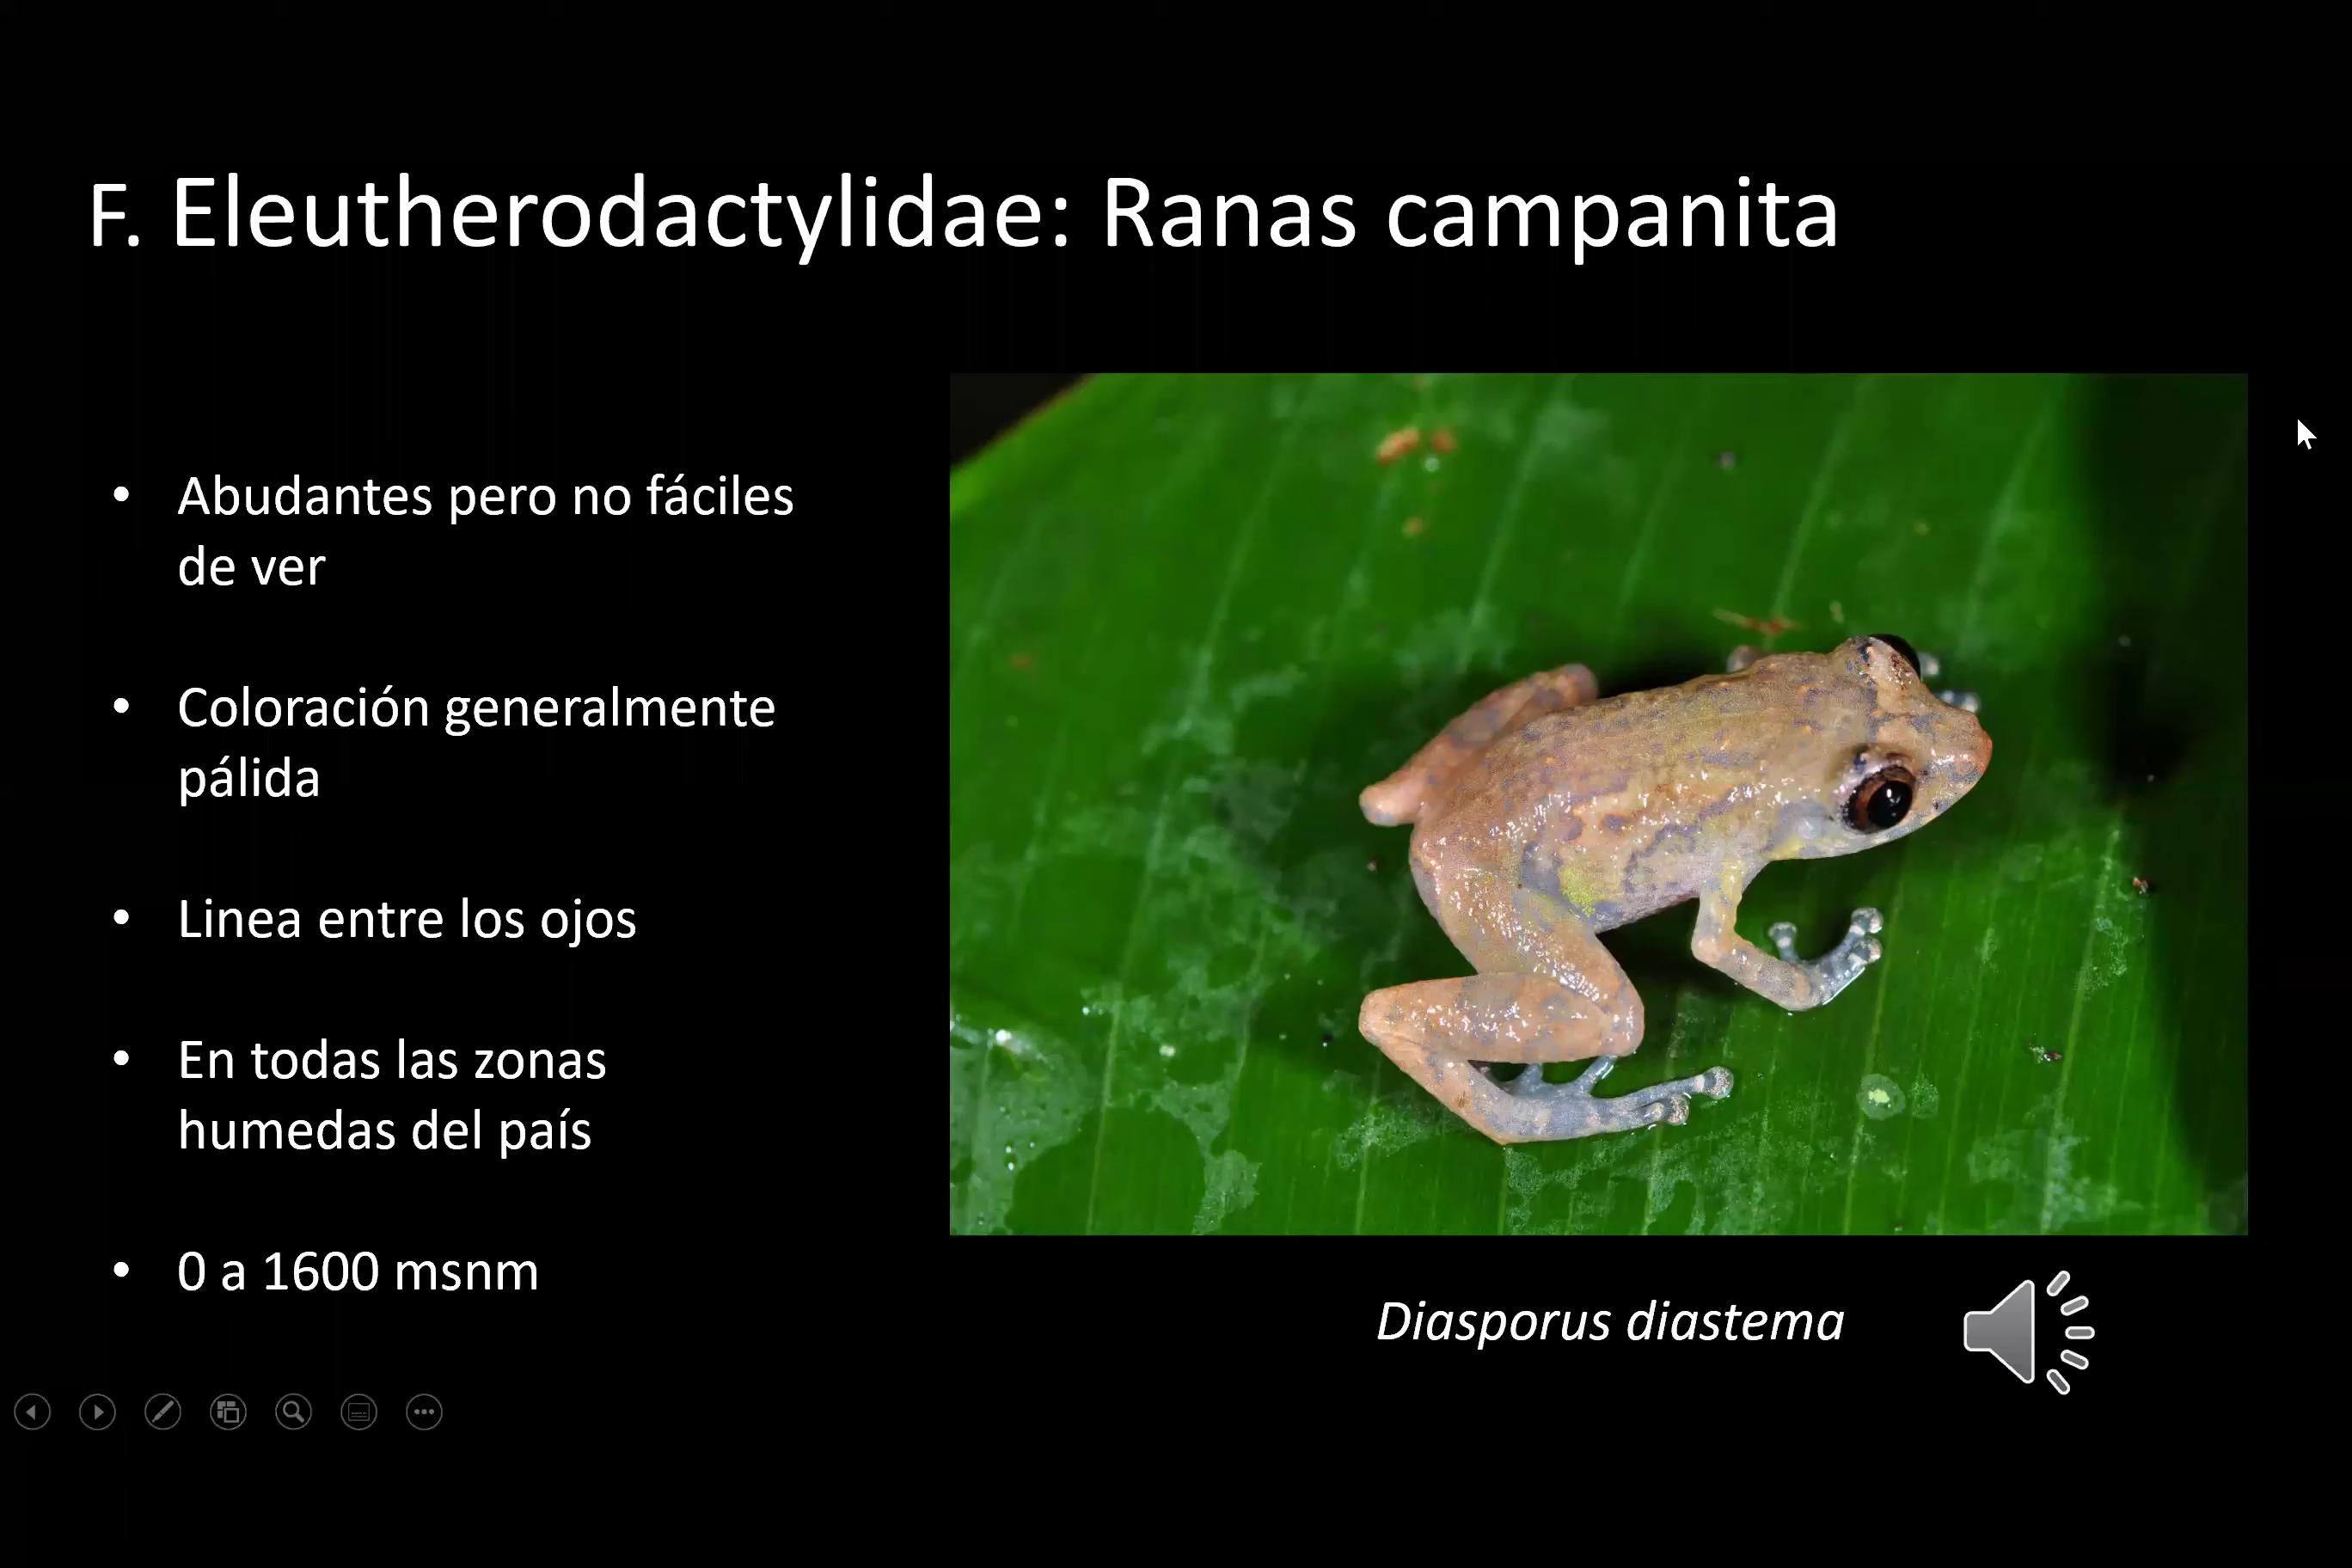 F. Eleutherodactylidae: Ranas campanita
• Abudantes pero no fáciles
de ver
• Coloración generalmente
pálida
• Linea entre los ojos
• En todas las zonas
humedas del país
• 0 a 1600 msnm
Diasporus diastema